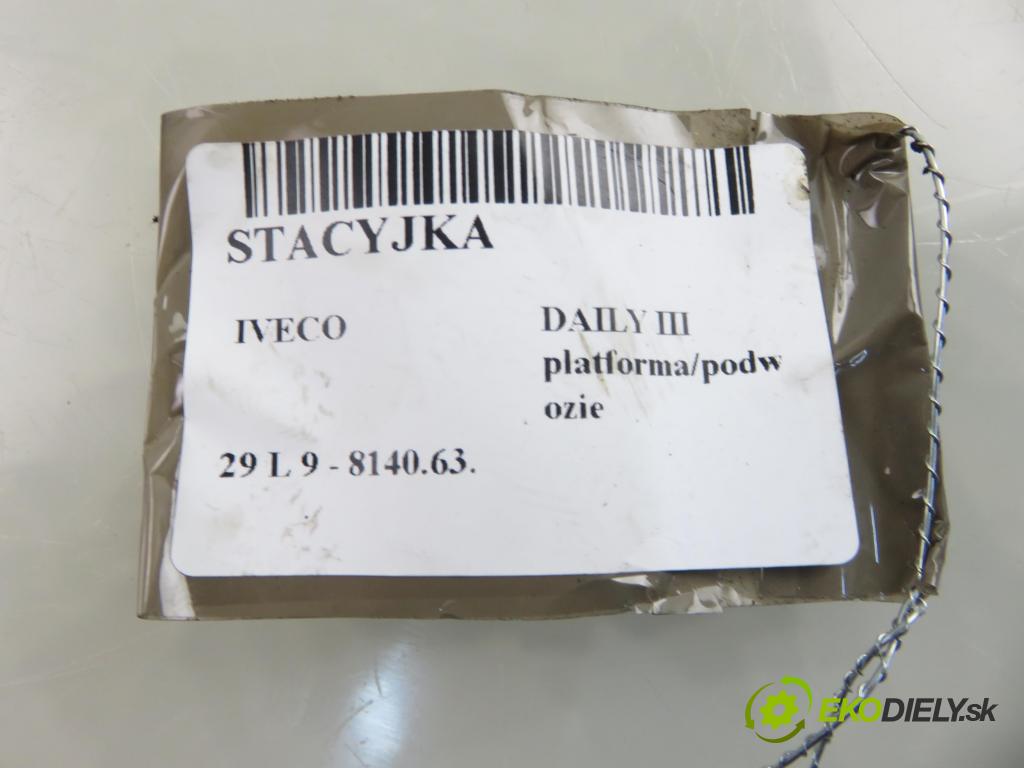 STACYJKA
IVECO
DAILY III
platforma/podw
ozie
29 L 9 - 8140.63.
EKODIELY.sk